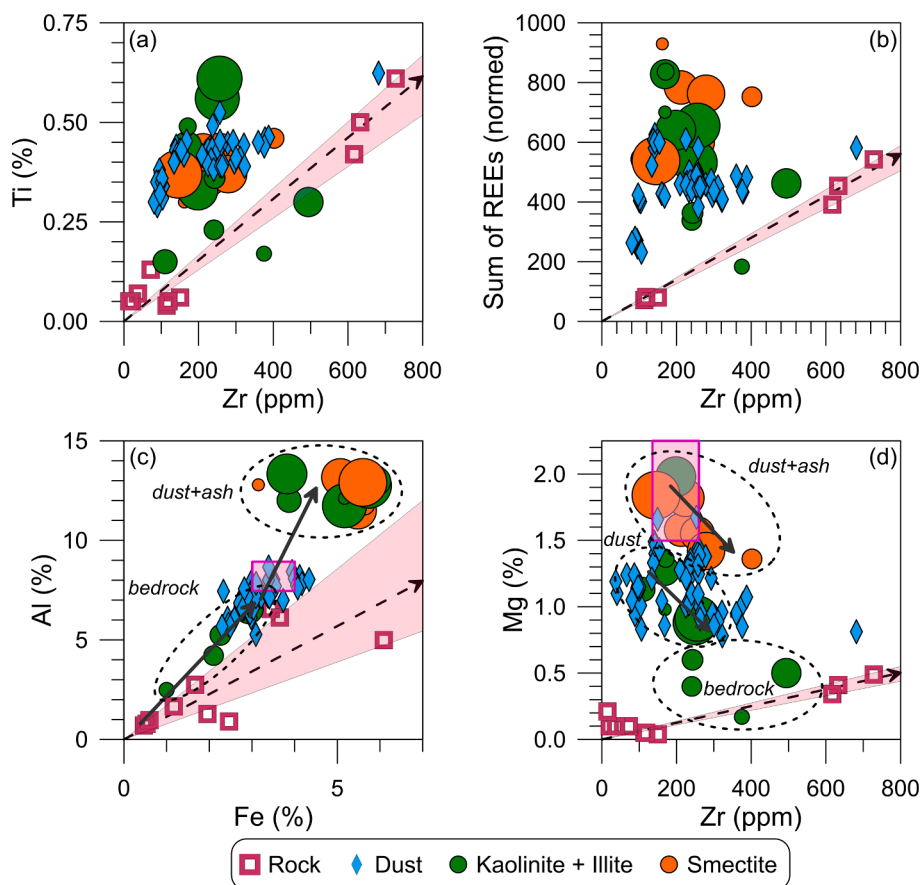 0.75
(a)
0.50
0.25
0.00
Ti (%)
0 200 400 600 800
Zr (ppm)
1000
(b)
800
600
400
200
0
Sum of REEs (normed)
0 200 400 600 800
Zr (ppm)
15
(c)
dust+ash
10
bedrock
5
0
Al (%)
0 5
Fe (%)
(d)
2.0
dust+ash
1.5
dust
1.0
0.5
bedrock
0.0
Mg (%)
0 200 400 600 800
Zr (ppm)
Rock Dust Kaolinite + Illite Smectite